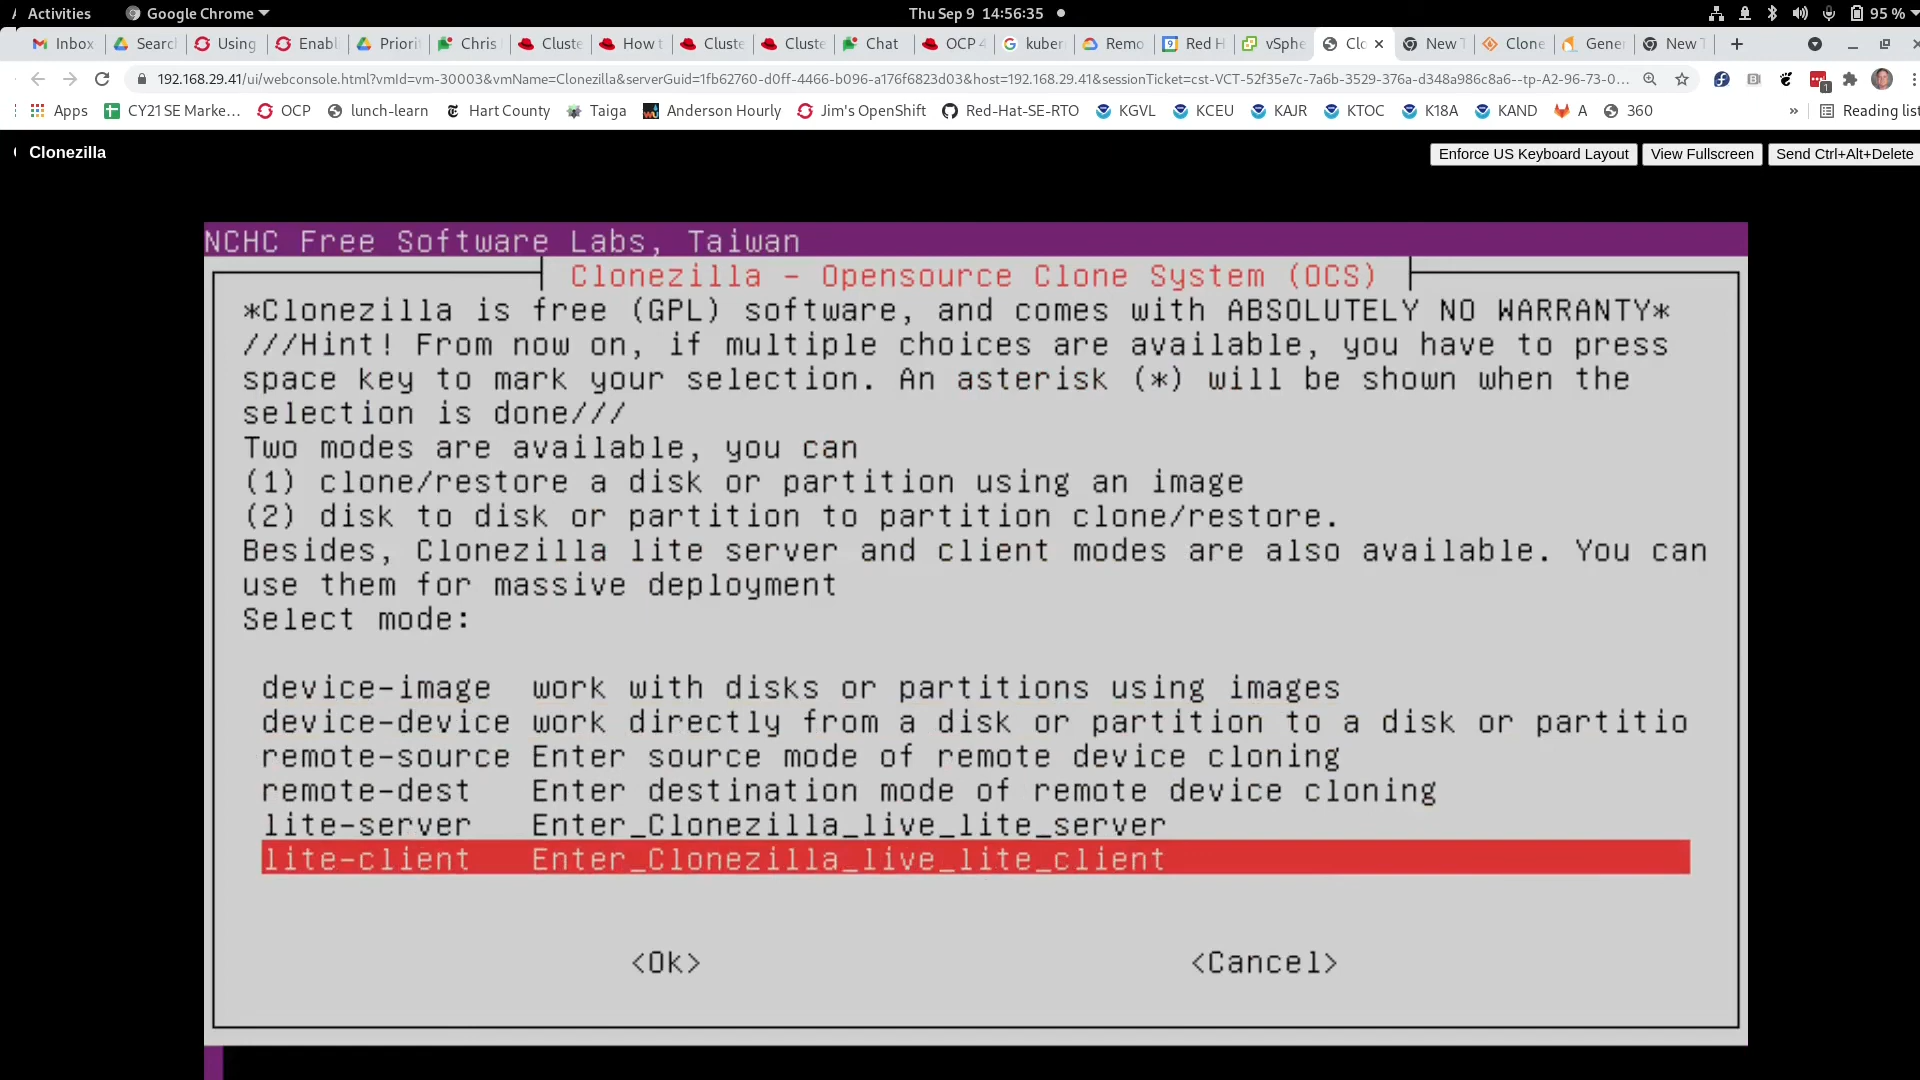 Activities
Google Chrome
Thu Sep 9 14:56:35
95 %
Inbox
Searc
Using
Enabl
Priori
Chris
Cluste
How t
Cluste
Cluste
Chat
OCP 4
kuber
Remo
Red H
vSphe
Clo
New T
Clone
Gener
New T
192.168.29.41/ui/webconsole.html?vmId=vm-30003&vmName=Clonezilla&serverGuid=1fb62760-d0ff-4466-b096-a176f6823d03&host=192.168.29.41&sessionTicket=cst-VCT-52f35e7c-7a6b-3529-376a-d348a986c8a6--tp-A2-96-73-0...
Apps
CY21 SE Marke...
OCP
lunch-learn
Hart County
Taiga
Anderson Hourly
Jim's OpenShift
Red-Hat-SE-RTO
KGVL
KCEU
KAJR
KTOC
K18A
KAND
A
360
»
Reading list
Clonezilla
Enforce US Keyboard Layout
View Fullscreen
Send Ctrl+Alt+Delete
NCHC Free Software Labs, Taiwan
Clonezilla - Opensource Clone System (OCS)
*Clonezilla is free (GPL) software, and comes with ABSOLUTELY NO WARRANTY*
///Hint! From now on, if multiple choices are available, you have to press
space key to mark your selection. An asterisk (*) will be shown when the
selection is done///
Two modes are available, you can
(1) clone/restore a disk or partition using an image
(2) disk to disk or partition to partition clone/restore.
Besides, Clonezilla lite server and client modes are also available. You can
use them for massive deployment
Select mode:
device-image work with disks or partitions using images
device-device work directly from a disk or partition to a disk or partitio
remote-source Enter source mode of remote device cloning
remote-dest Enter destination mode of remote device cloning
lite-server Enter_Clonezilla_live_lite_server
lite-client Enter_Clonezilla_live_lite_client
<Ok> <Cancel>